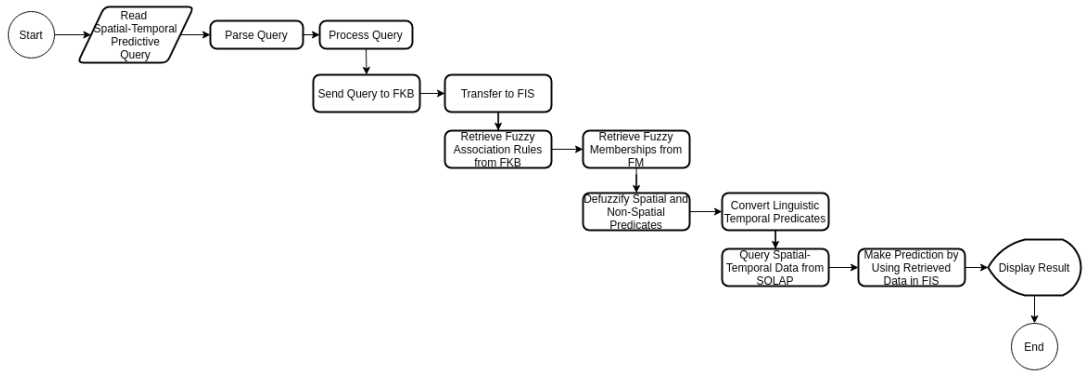 Start
Read
Spatial-Temporal
Predictive
Query
Parse Query
Process Query
Send Query to FKB
Transfer to FIS
Retrieve Fuzzy
Association Rules
from FKB
Retrieve Fuzzy
Memberships from
FM
Defuzzify Spatial and
Non-Spatial
Predicates
Convert Linguistic
Temporal Predicates
Query Spatial-
Temporal Data from
SOLAP
Make Prediction by
Using Retrieved
Data in FIS
Display Result
End